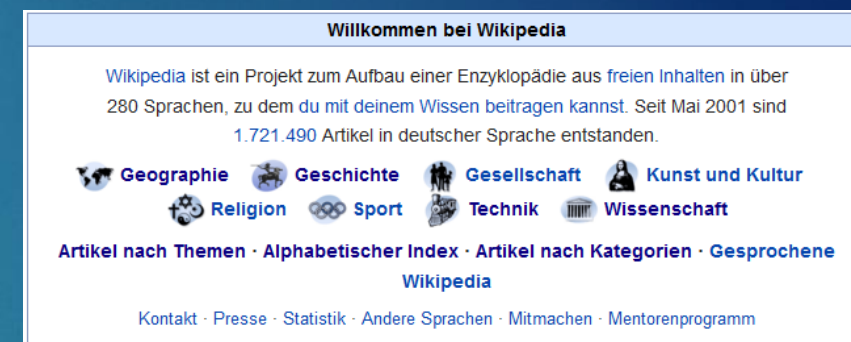 Willkommen bei Wikipedia
Wikipedia ist ein Projekt zum Aufbau einer Enzyklopädie aus freien Inhalten in über
280 Sprachen, zu dem du mit deinem Wissen beitragen kannst. Seit Mai 2001 sind
1.721.490 Artikel in deutscher Sprache entstanden.
Geographie Geschichte Gesellschaft Kunst und Kultur
Religion Sport Technik Wissenschaft
Artikel nach Themen · Alphabetischer Index · Artikel nach Kategorien · Gesprochene
Wikipedia
Kontakt · Presse · Statistik · Andere Sprachen · Mitmachen · Mentorenprogramm